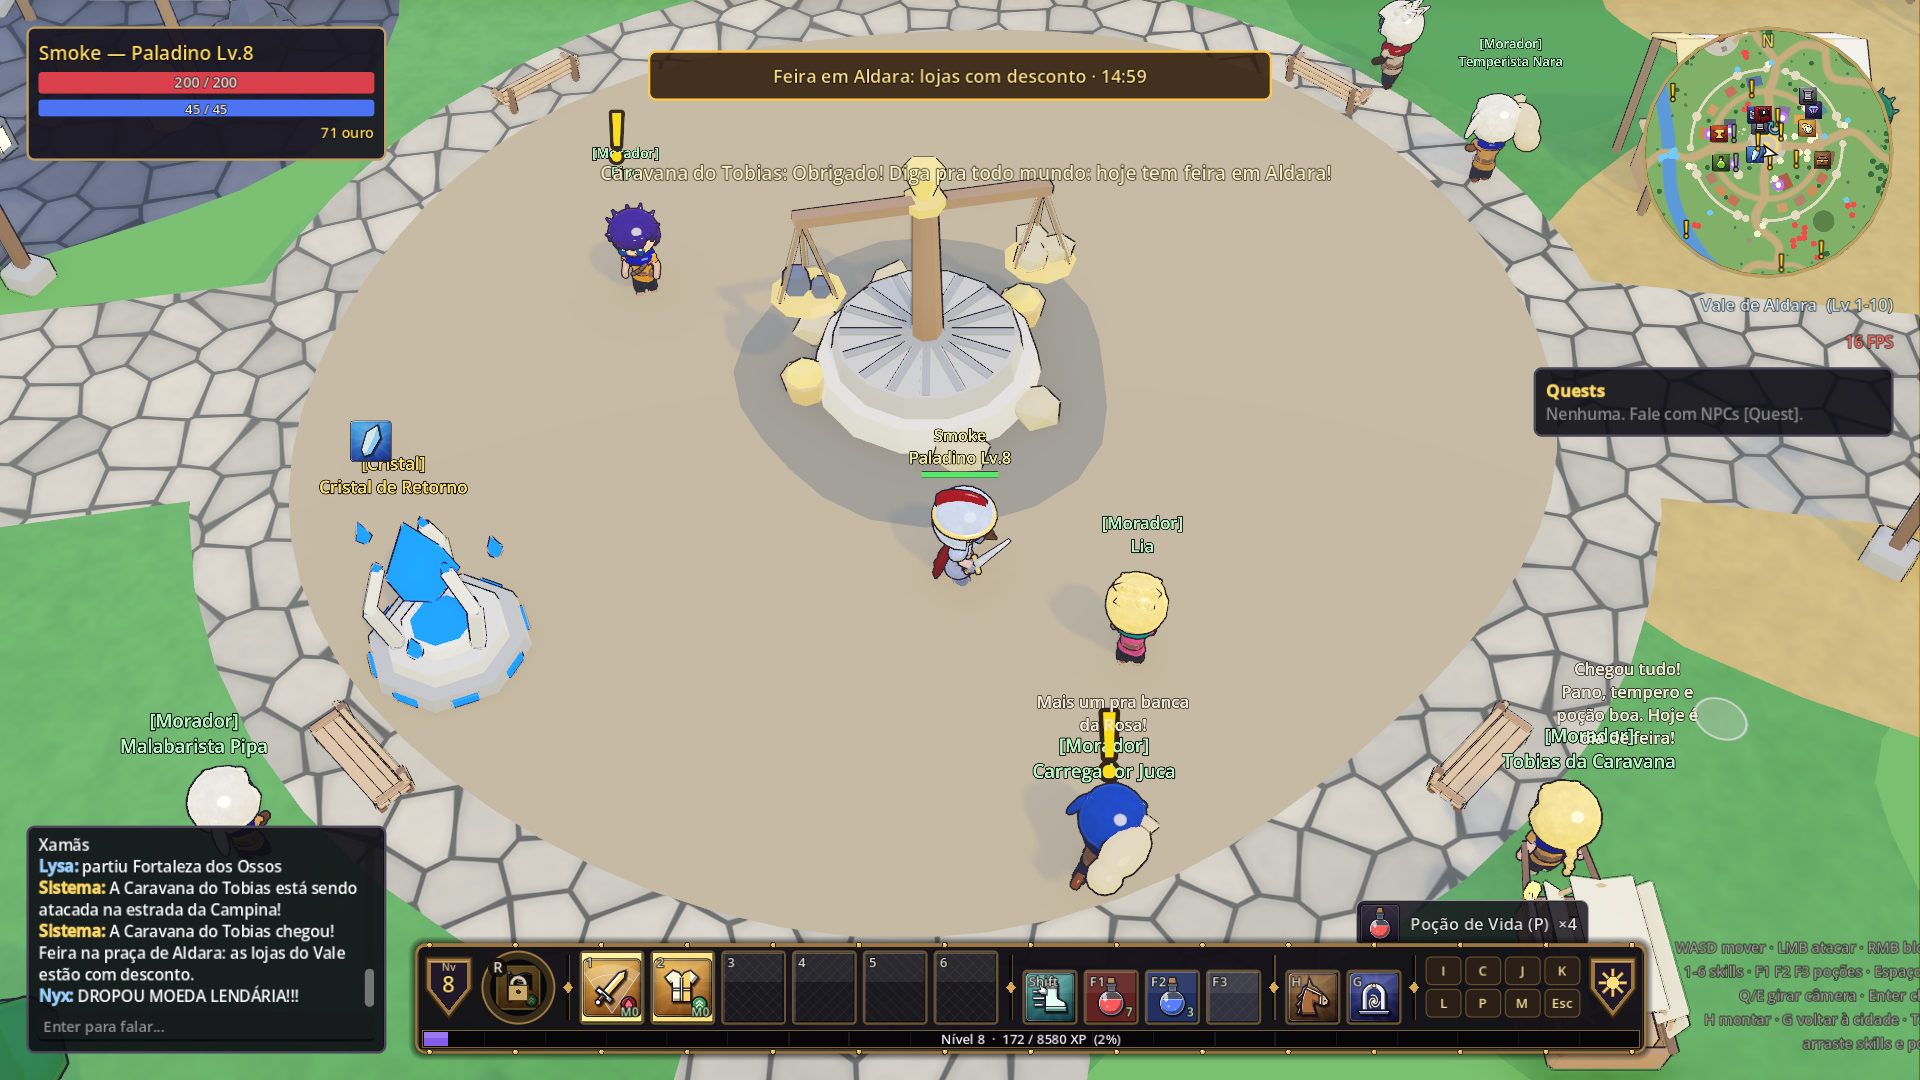 Smoke — Paladino Lv.8
200 / 200
45 / 45
71 ouro
Feira em Aldara: lojas com desconto · 14:59
[Morador]
Temperista Nara
N
[Morador]
Caravana do Tobias: Obrigado! Diga pra todo mundo: hoje tem feira em Aldara!
Vale de Aldara (Lv 1-10)
16 FPS
Quests
Nenhuma. Fale com NPCs [Quest].
Smoke
Paladino Lv.8
[Cristal]
Cristal de Retorno
[Morador]
Lia
Chegou tudo!
Pano, tempero e
poção boa. Hoje é
dia de feira!
[Morador]
Tobias da Caravana
Mais um pra banca
da Rosa!
[Morador]
Carregador Juca
[Morador]
Malabarista Pipa
Xamãs
Lysa: partiu Fortaleza dos Ossos
Sistema: A Caravana do Tobias está sendo
atacada na estrada da Campina!
Sistema: A Caravana do Tobias chegou!
Feira na praça de Aldara: as lojas do Vale
estão com desconto.
Nyx: DROPOU MOEDA LENDÁRIA!!!
Enter para falar...
Poção de Vida (P) ×4
Nv
8
R
1
M0
2
M0
3
4
5
6
Shift
F1
7
F2
3
F3
H
G
I C J K
L P M Esc
Nível 8 · 172 / 8580 XP (2%)
WASD mover · LMB atacar · RMB
1-6 skills · F1 F2 F3 poções ·
Q/E girar câmera · Enter
H montar · G voltar à cidade ·
arraste skills e